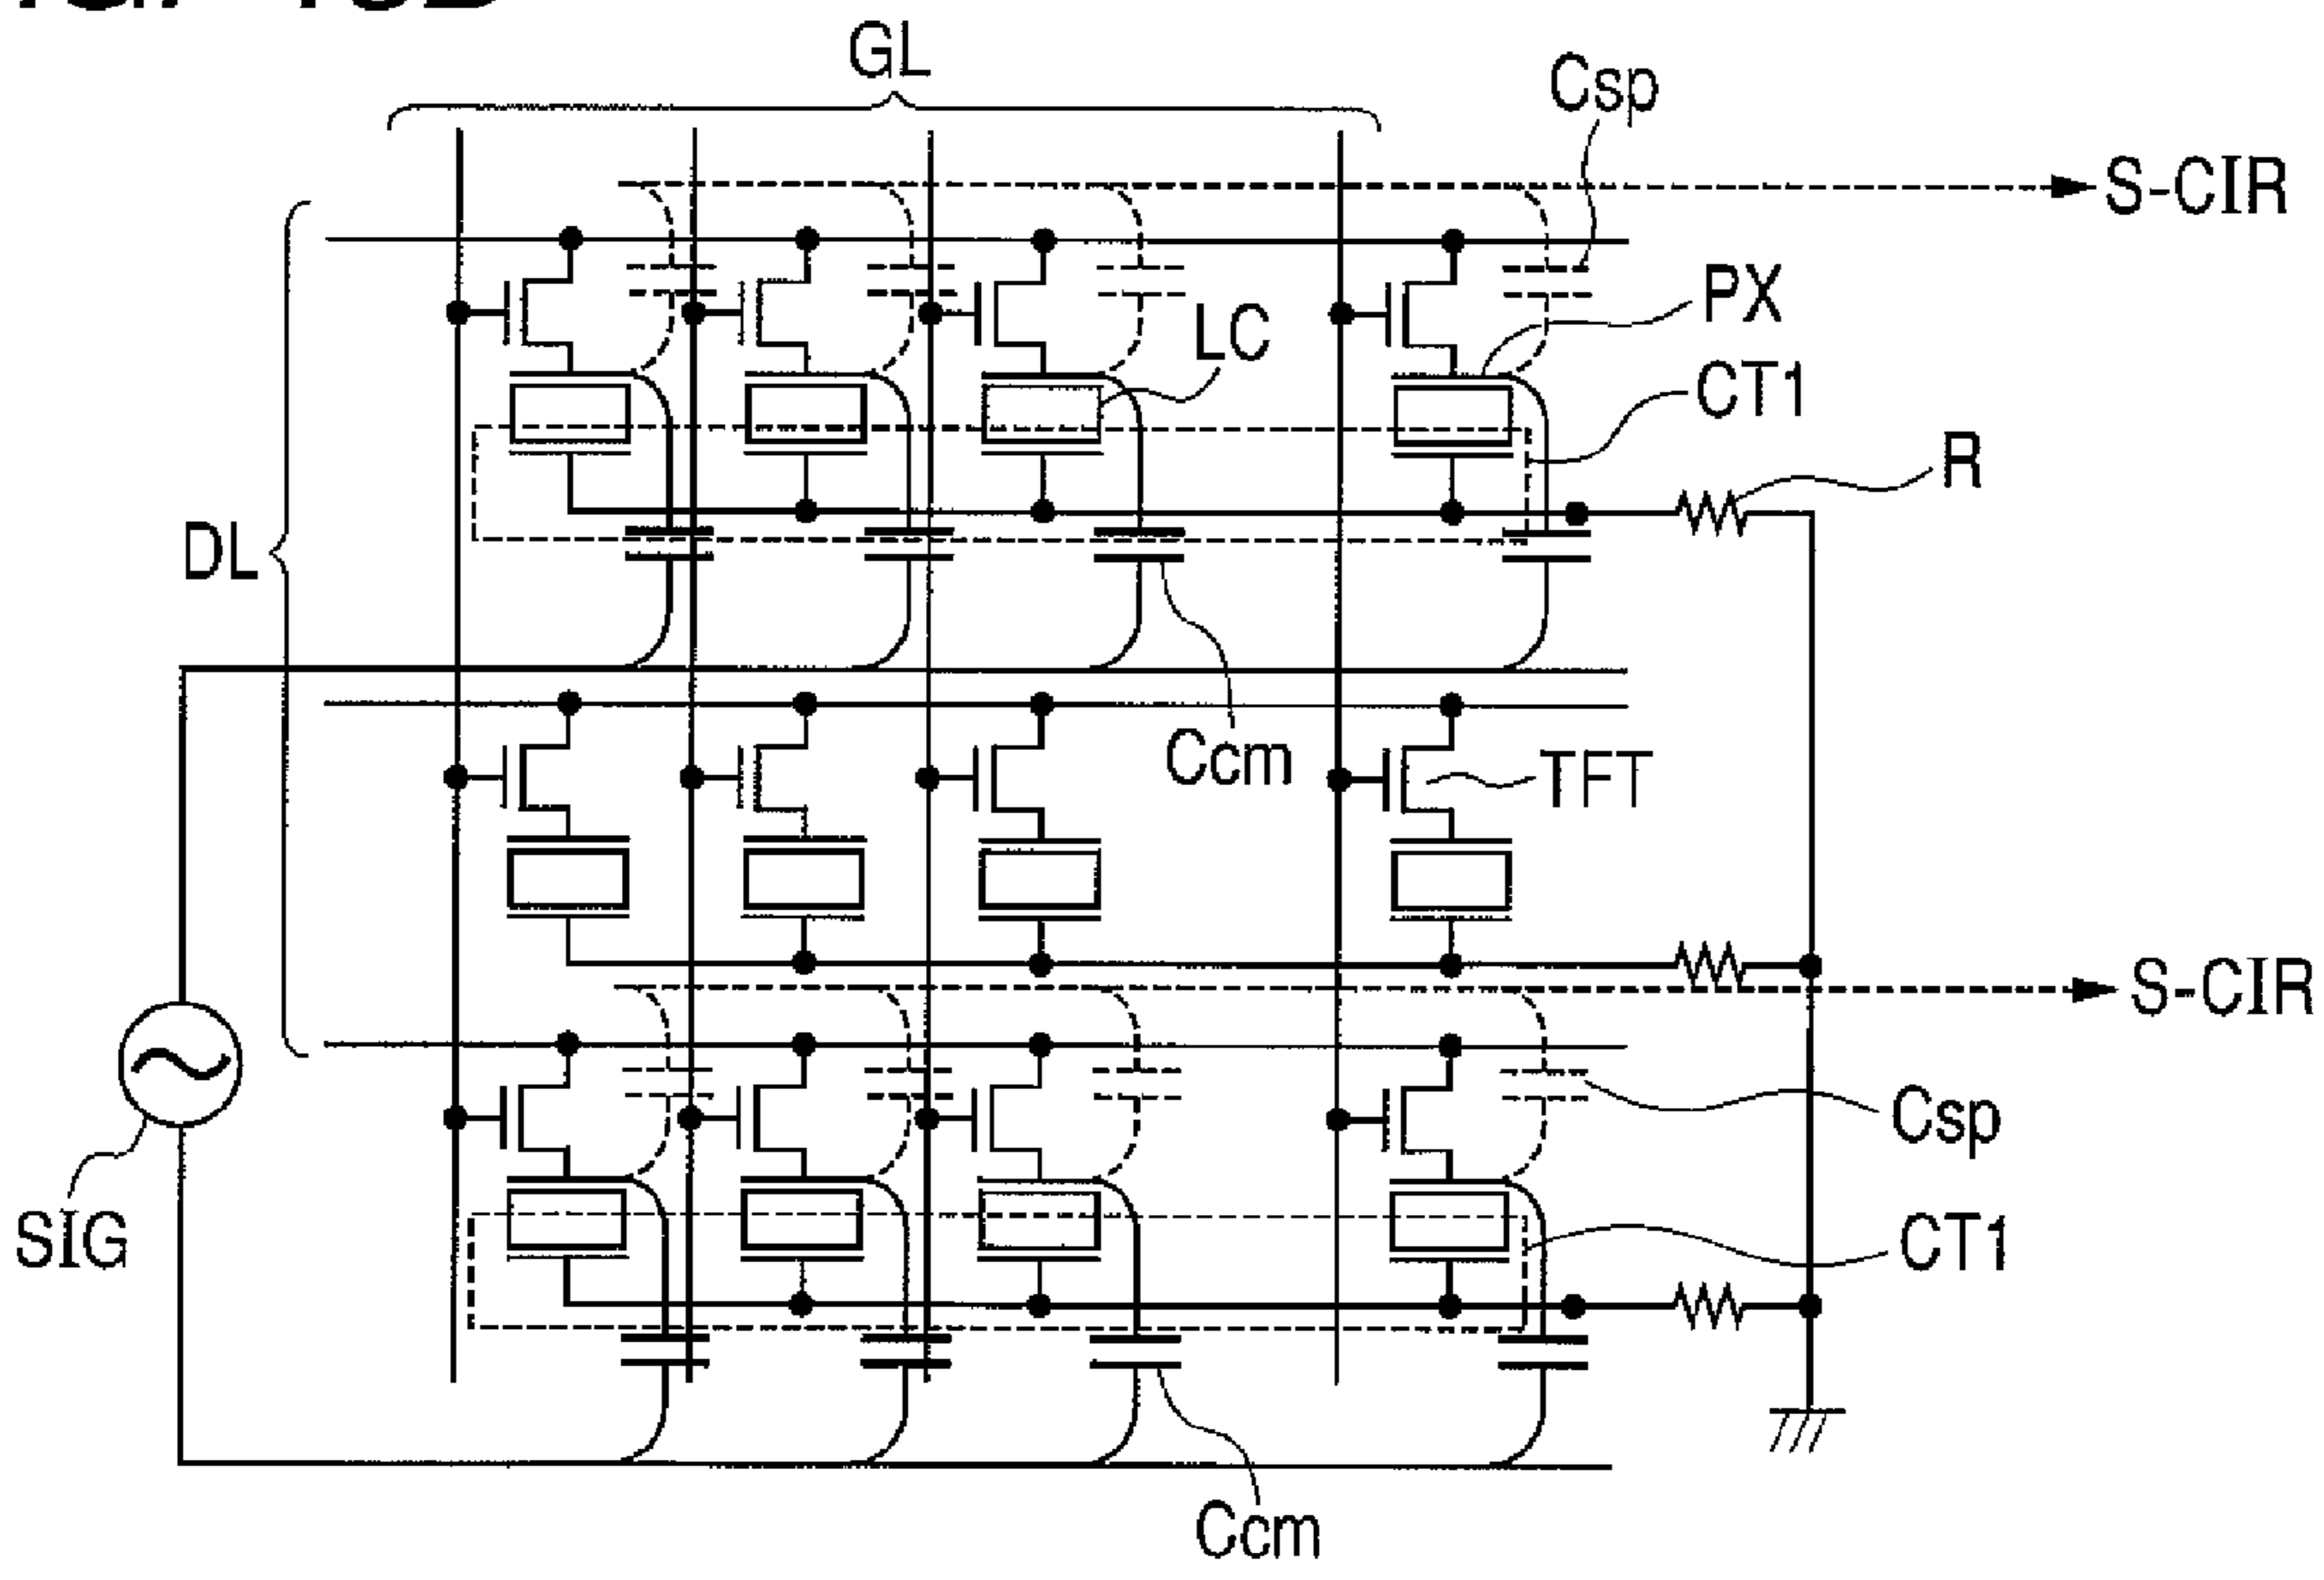 GL
Csp
S-CIR
PX
LC
CT1
R
DL
Ccm
TFT
S-CIR
Csp
SIG
CT1
Ccm